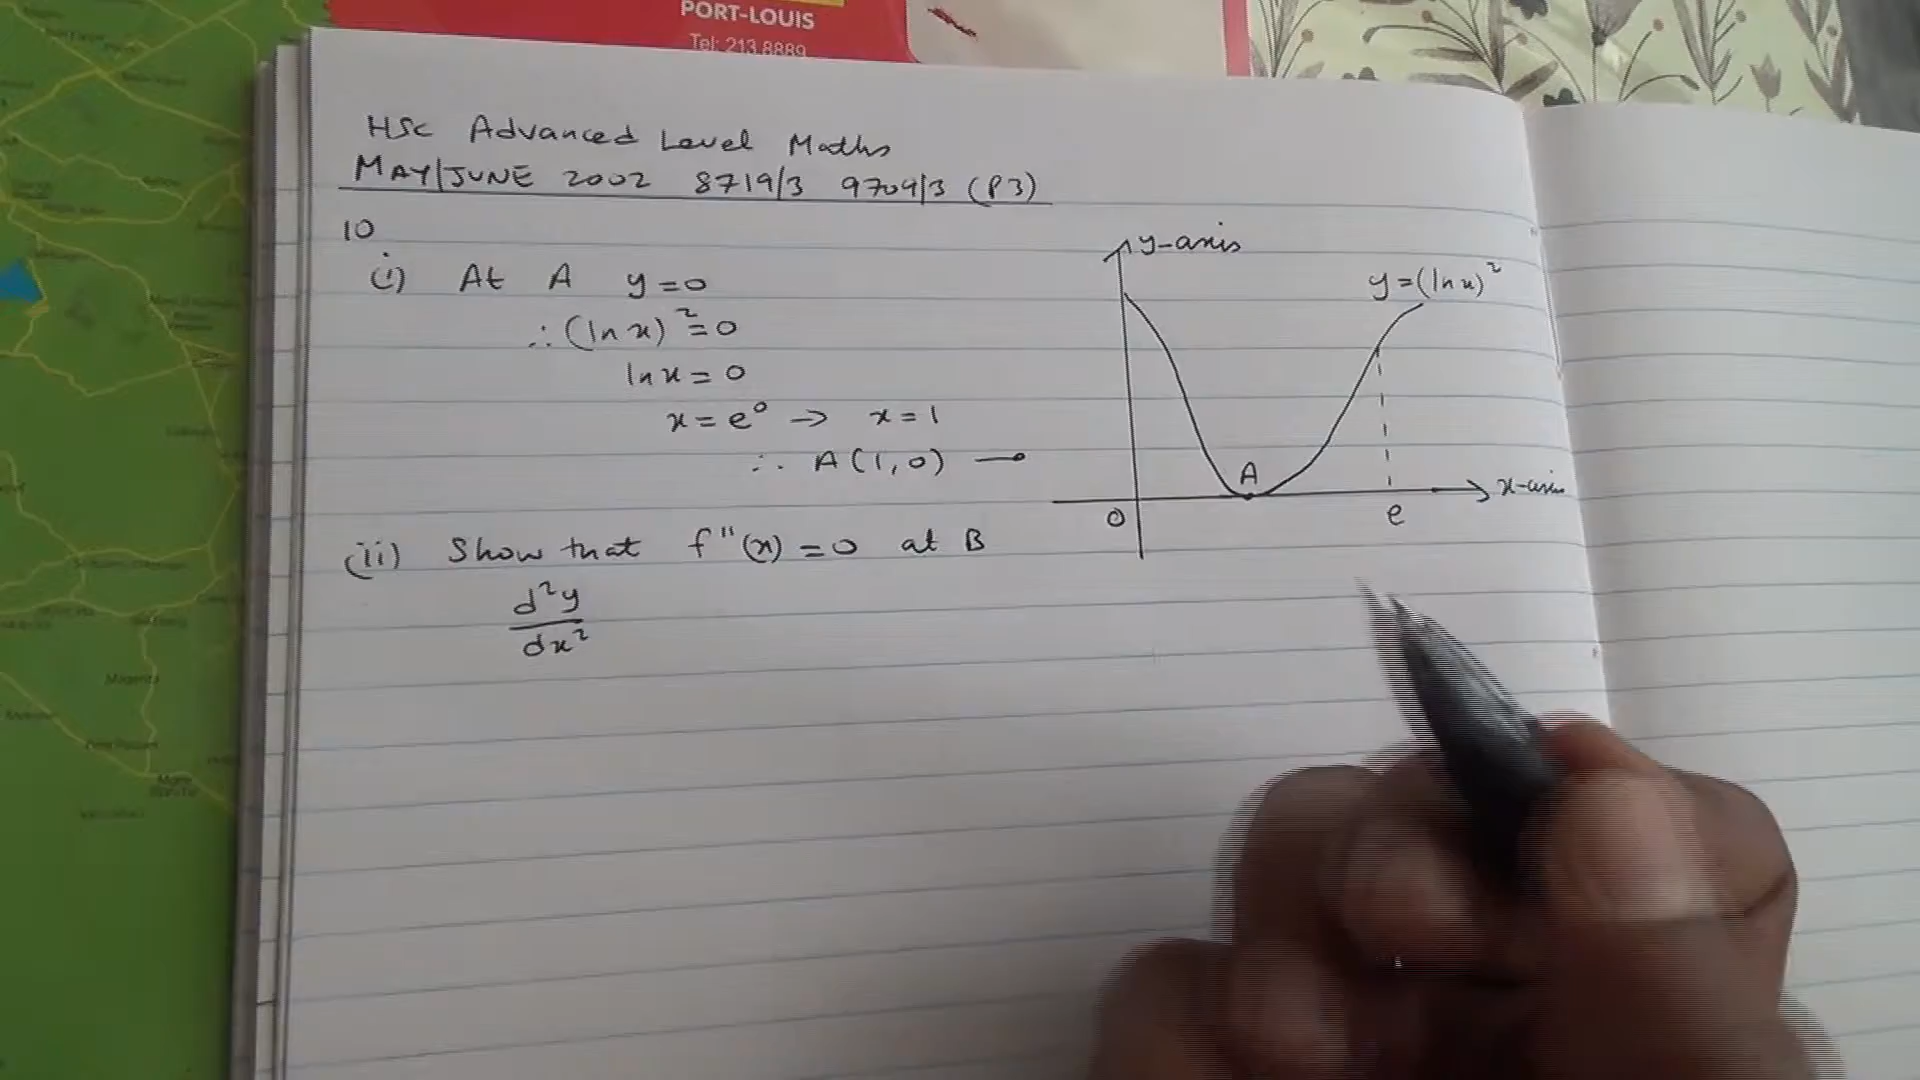 PORT-LOUIS
Tel: 213 8889
HSC Advanced Level Maths
MAY/JUNE 2002 8719/3 9709/3 (P3)
10
(i) At A y=0
∴ (ln x)² = 0
ln x = 0
x = e⁰ → x = 1
∴ A(1,0)
y-axis
y = (ln x)²
A
x-axis
0
e
(ii) Show that f''(x) = 0 at B
d²y
dx²